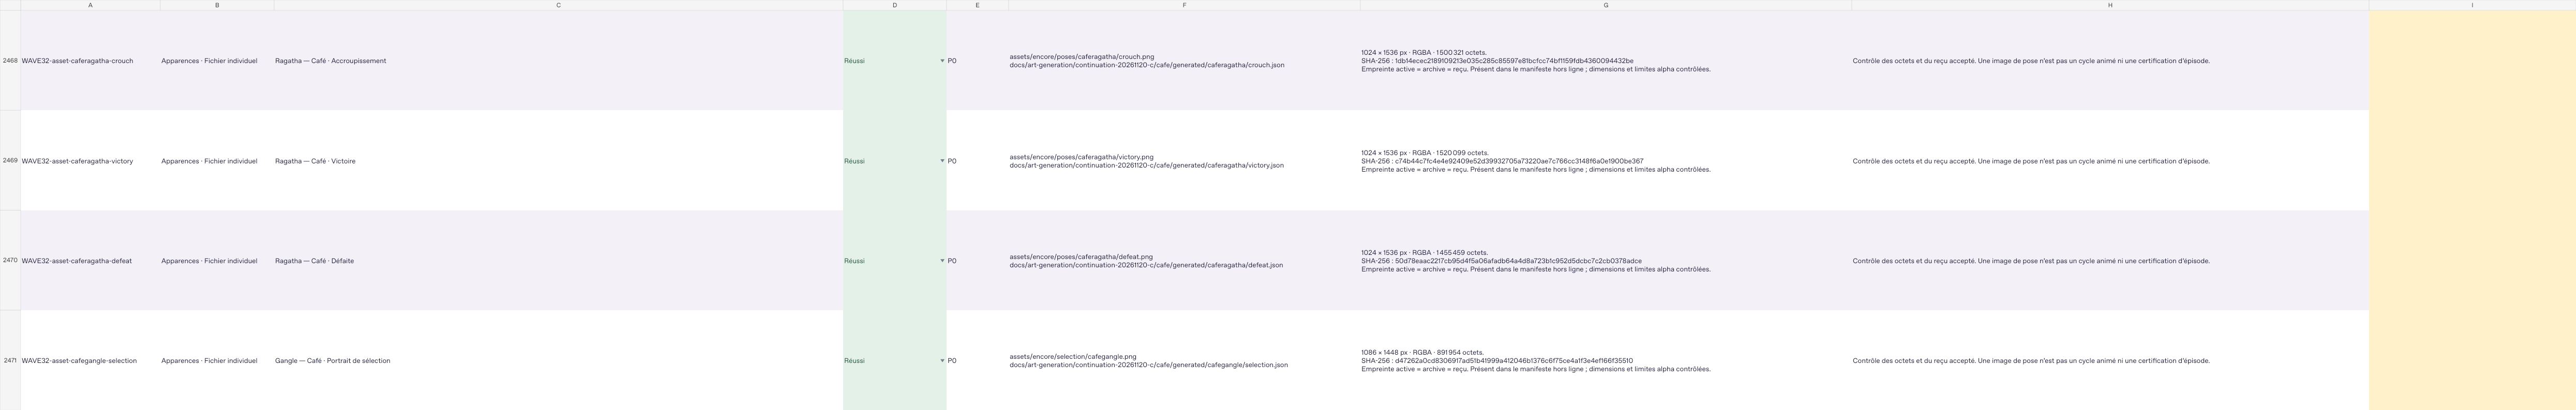 A B C D E F G H I
2468 WAVE32-asset-caferagatha-crouch Apparences · Fichier individuel Ragatha — Café · Accroupissement Réussi P0
assets/encore/poses/caferagatha/crouch.png
docs/art-generation/continuation-20261120-c/cafe/generated/caferagatha/crouch.json
1024 × 1536 px · RGBA · 1 500 321 octets.
SHA-256 : 1db14ecec2189109213e035c285c85597e81bcfcc74bf1159fdb4360094432be
Empreinte active = archive = reçu. Présent dans le manifeste hors ligne ; dimensions et limites alpha contrôlées.
Contrôle des octets et du reçu accepté. Une image de pose n’est pas un cycle animé ni une certification d’épisode.
2469 WAVE32-asset-caferagatha-victory Apparences · Fichier individuel Ragatha — Café · Victoire Réussi P0
assets/encore/poses/caferagatha/victory.png
docs/art-generation/continuation-20261120-c/cafe/generated/caferagatha/victory.json
1024 × 1536 px · RGBA · 1 520 099 octets.
SHA-256 : c74b44c7fc4e4e92409e52d39932705a73220ae7c766cc3148f6a0e1900be367
Empreinte active = archive = reçu. Présent dans le manifeste hors ligne ; dimensions et limites alpha contrôlées.
Contrôle des octets et du reçu accepté. Une image de pose n’est pas un cycle animé ni une certification d’épisode.
2470 WAVE32-asset-caferagatha-defeat Apparences · Fichier individuel Ragatha — Café · Défaite Réussi P0
assets/encore/poses/caferagatha/defeat.png
docs/art-generation/continuation-20261120-c/cafe/generated/caferagatha/defeat.json
1024 × 1536 px · RGBA · 1 455 459 octets.
SHA-256 : 50d78eaac2217cb95d4f5a06afadb64a4d8a723b1c952d5dcbc7c2cb0378adce
Empreinte active = archive = reçu. Présent dans le manifeste hors ligne ; dimensions et limites alpha contrôlées.
Contrôle des octets et du reçu accepté. Une image de pose n’est pas un cycle animé ni une certification d’épisode.
2471 WAVE32-asset-cafegangle-selection Apparences · Fichier individuel Gangle — Café · Portrait de sélection Réussi P0
assets/encore/selection/cafegangle.png
docs/art-generation/continuation-20261120-c/cafe/generated/cafegangle/selection.json
1086 × 1448 px · RGBA · 891 954 octets.
SHA-256 : d47262a0cd8306917ad51b41999a412046b1376c6f75ce4a1f3e4ef166f35510
Empreinte active = archive = reçu. Présent dans le manifeste hors ligne ; dimensions et limites alpha contrôlées.
Contrôle des octets et du reçu accepté. Une image de pose n’est pas un cycle animé ni une certification d’épisode.